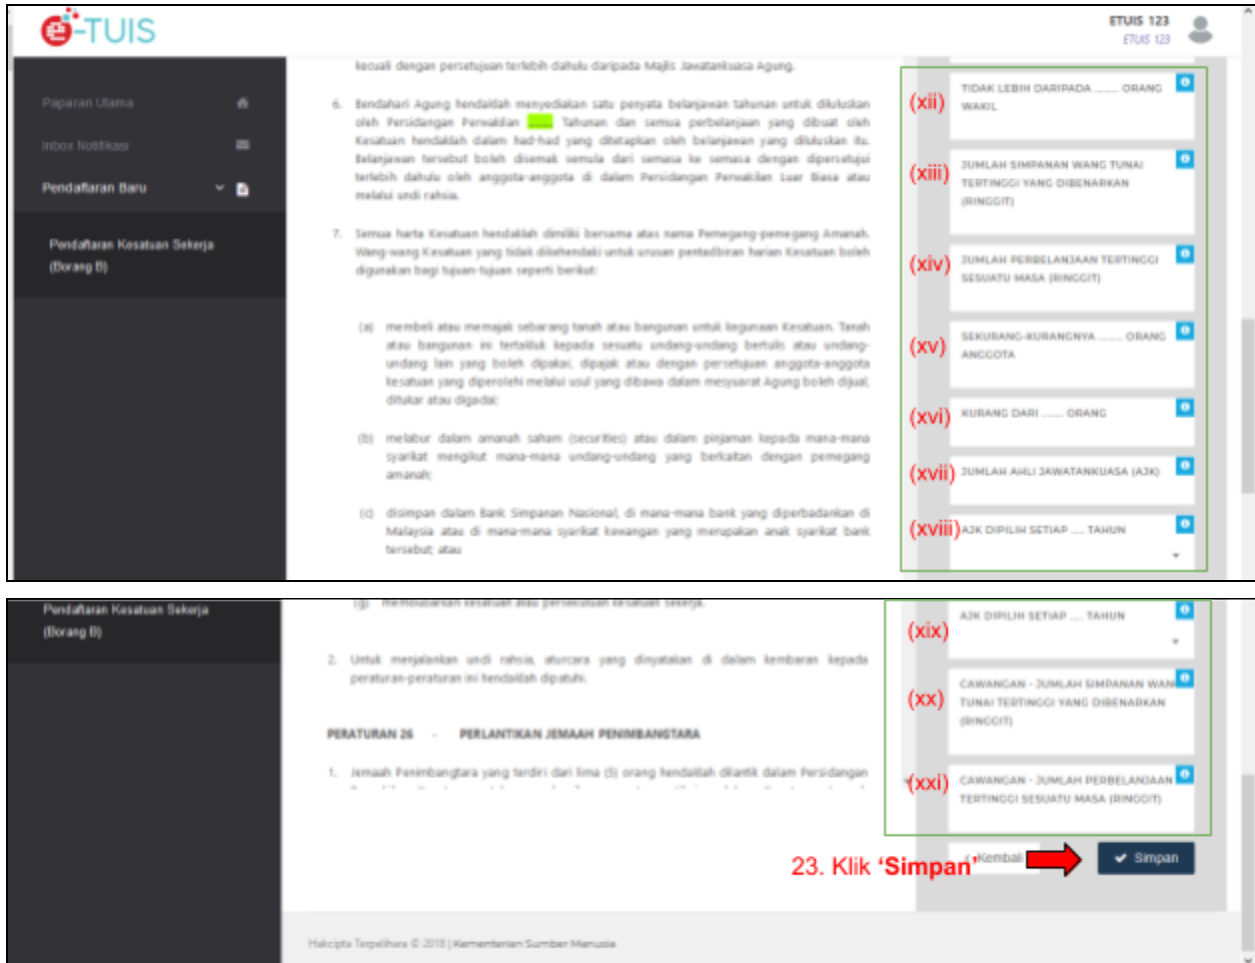 e-TUIS
ETUIS 123
ETUIS 123
Paparan Utama
Inbox Notifikasi
Pendaftaran Baru
Pendaftaran Kesatuan Sekerja
(Borang B)
kecuali dengan persetujuan terlebih dahulu daripada Majlis Jawatankuasa Agung.
6. Bendahari Agung hendaklah menyediakan satu penyata belanjawan tahunan untuk diluluskan
oleh Persidangan Perwakilan ........ Tahunan dan semua perbelanjaan yang dibuat oleh
Kesatuan hendaklah dalam had-had yang ditetapkan oleh belanjawan yang diluluskan itu.
Belanjawan tersebut boleh disemak semula dari semasa ke semasa dengan dipersetujui
terlebih dahulu oleh anggota-anggota di dalam Persidangan Perwakilan Luar Biasa atau
melalui undi rahsia.
7. Semua harta Kesatuan hendaklah dimiliki bersama atas nama Pemegang-pemegang Amanah.
Wang-wang Kesatuan yang tidak dikehendaki untuk urusan pentadbiran harian Kesatuan boleh
digunakan bagi tujuan-tujuan seperti berikut:
(a) membeli atau memajak sebarang tanah atau bangunan untuk kegunaan Kesatuan. Tanah
atau bangunan ini tertakluk kepada sesuatu undang-undang bertulis atau undang-
undang lain yang boleh dipakai, dipajak atau dengan persetujuan anggota-anggota
kesatuan yang diperolehi melalui usul yang dibawa dalam mesyuarat Agung boleh dijual,
ditukar atau digadai;
(b) melabur dalam amanah saham (securities) atau dalam pinjaman kepada mana-mana
syarikat mengikut mana-mana undang-undang yang berkaitan dengan pemegang
amanah;
(c) disimpan dalam Bank Simpanan Nasional, di mana-mana bank yang diperbadankan di
Malaysia atau di mana-mana syarikat kewangan yang merupakan anak syarikat bank
tersebut; atau
(xii) TIDAK LEBIH DARIPADA ........ ORANG
WAKIL
(xiii) JUMLAH SIMPANAN WANG TUNAI
TERTINGGI YANG DIBENARKAN
(RINGGIT)
(xiv) JUMLAH PERBELANJAAN TERTINGGI
SESUATU MASA (RINGGIT)
(xv) SEKURANG-KURANGNYA ........ ORANG
ANGGOTA
(xvi) KURANG DARI ....... ORANG
(xvii) JUMLAH AHLI JAWATANKUASA (AJK)
(xviii) AJK DIPILIH SETIAP .... TAHUN
Pendaftaran Kesatuan Sekerja
(Borang B)
(g) membubarkan kesatuan atau persekutuan kesatuan sekerja.
2. Untuk menjalankan undi rahsia, aturcara yang dinyatakan di dalam kembaran kepada
peraturan-peraturan ini hendaklah dipatuhi.
PERATURAN 26 - PERLANTIKAN JEMAAH PENIMBANGTARA
1. Jemaah Penimbangtara yang terdiri dari lima (5) orang hendaklah dilantik dalam Persidangan
(xix) AJK DIPILIH SETIAP .... TAHUN
(xx) CAWANGAN - JUMLAH SIMPANAN WAN
TUNAI TERTINGGI YANG DIBENARKAN
(RINGGIT)
(xxi) CAWANGAN - JUMLAH PERBELANJAAN
TERTINGGI SESUATU MASA (RINGGIT)
23. Klik 'Simpan'
Kembali
Simpan
Hakcipta Terpelihara © 2018 | Kementerian Sumber Manusia